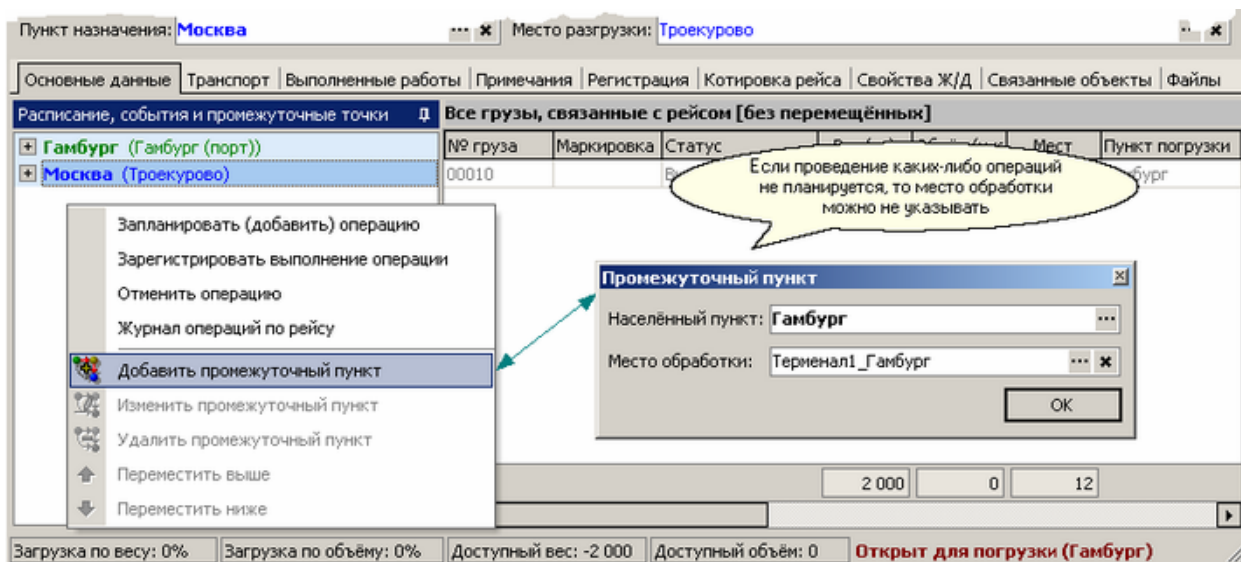 Пункт назначения: Москва Место разгрузки: Троекурово
Основные данные Транспорт Выполненные работы Примечания Регистрация Котировка рейса Свойства Ж/Д Связанные объекты Файлы
Расписание, события и промежуточные точки Все грузы, связанные с рейсом [без перемещённых]
№ груза Маркировка Статус Мест Пункт погрузки
Гамбург (Гамбург (порт))
Москва (Троекурово) 00010
Если проведение каких-либо операций
не планируется, то место обработки
можно не указывать
Запланировать (добавить) операцию
Зарегистрировать выполнение операции
Отменить операцию
Журнал операций по рейсу
Добавить промежуточный пункт
Изменить промежуточный пункт
Удалить промежуточный пункт
Переместить выше
Переместить ниже
Промежуточный пункт
Населённый пункт: Гамбург
Место обработки: Терменал1_Гамбург
OK
2 000 0 12
Загрузка по весу: 0% Загрузка по объёму: 0% Доступный вес: -2 000 Доступный объём: 0 Открыт для погрузки (Гамбург)